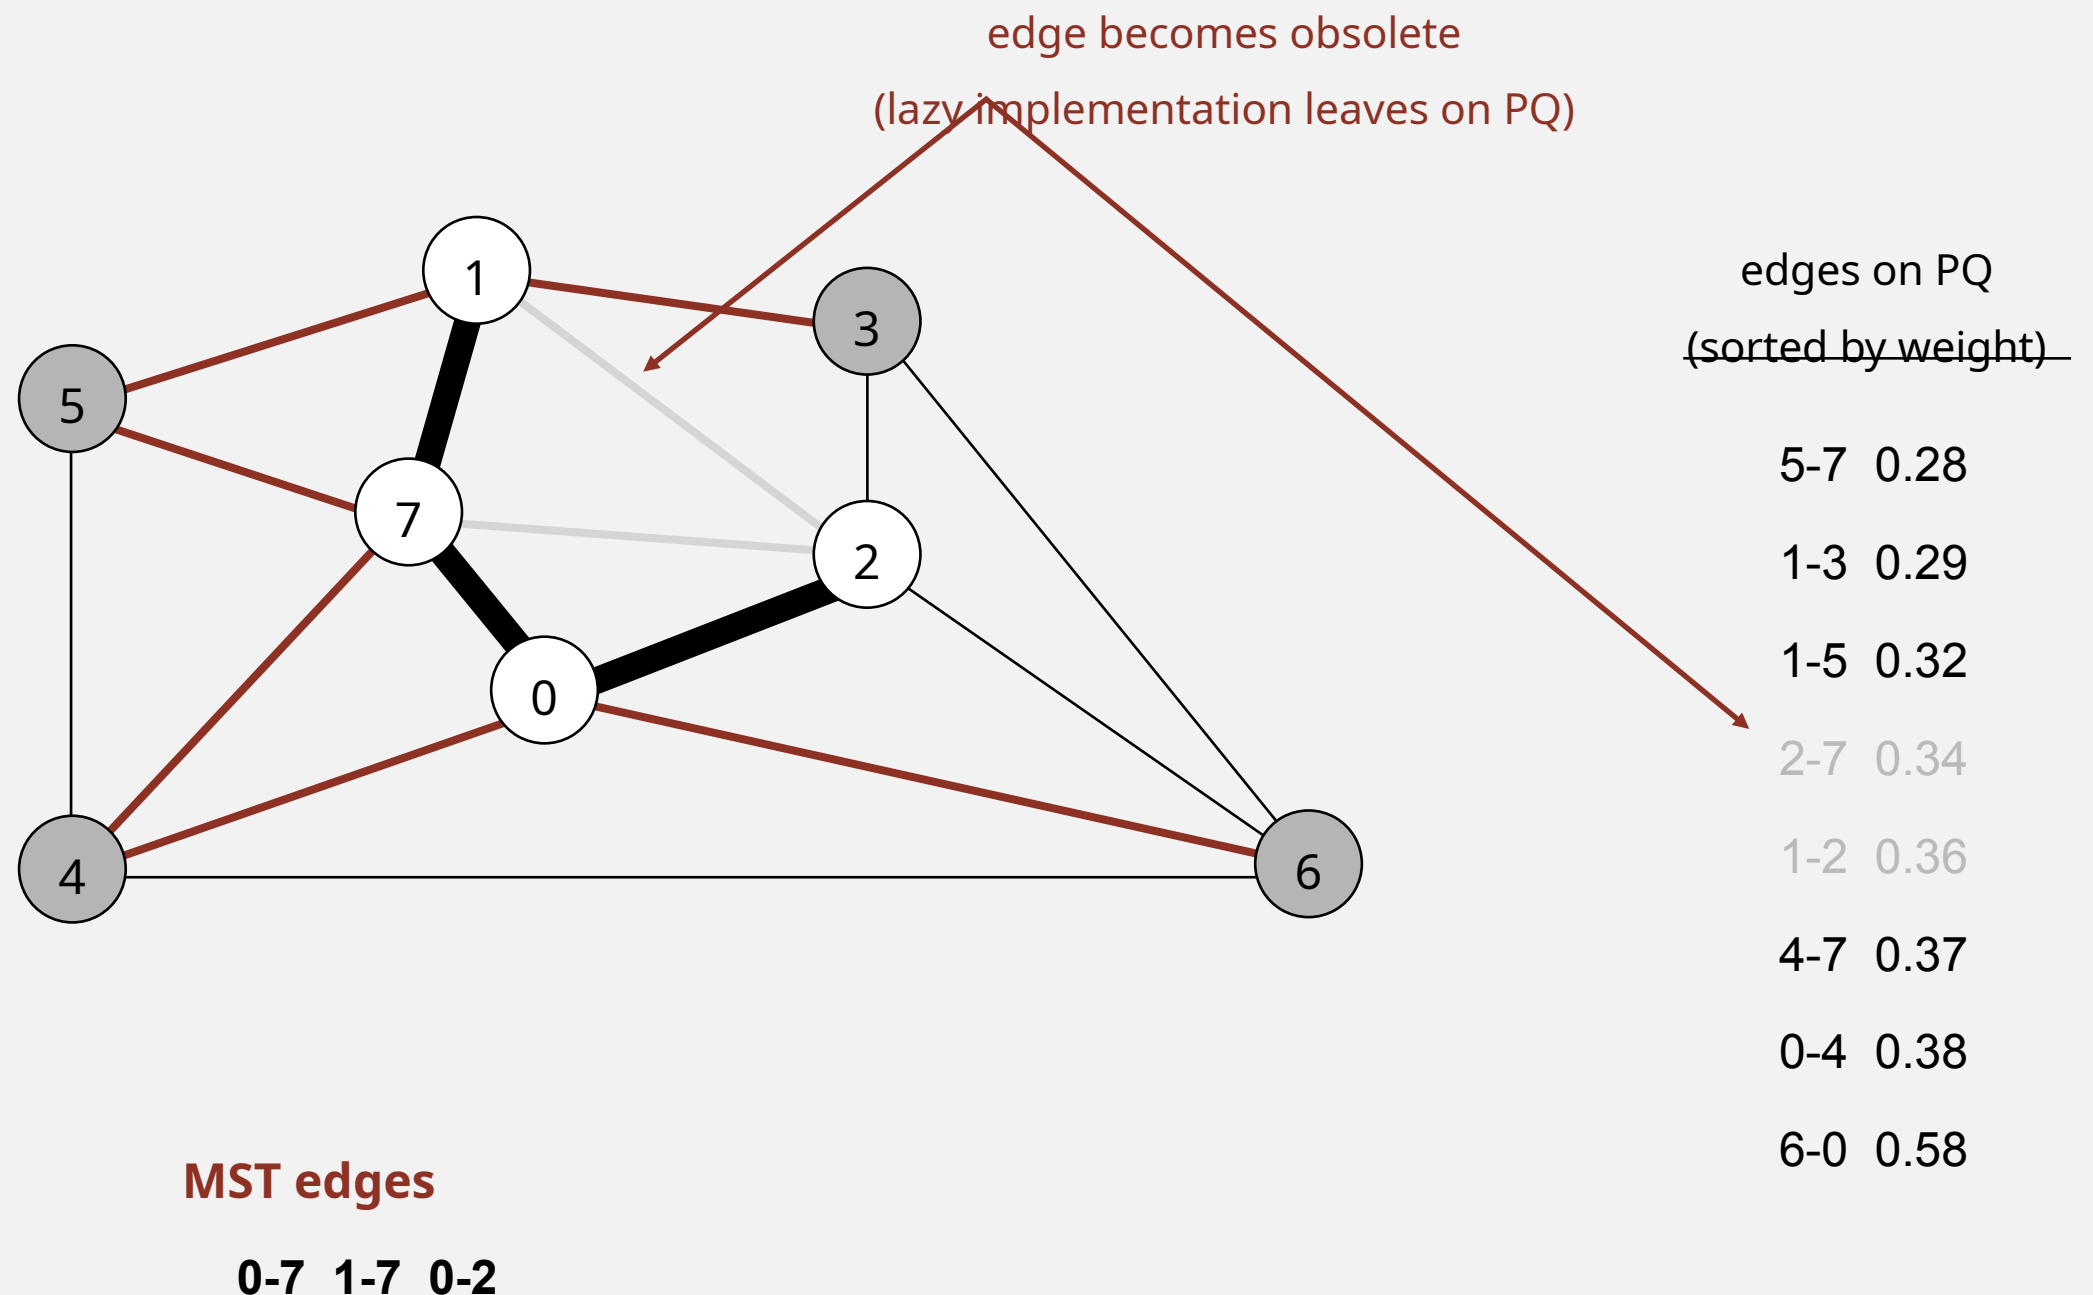 edge becomes obsolete
(lazy implementation leaves on PQ)
1
3
5
7
2
0
4
6
edges on PQ
(sorted by weight)
5-7 0.28
1-3 0.29
1-5 0.32
2-7 0.34
1-2 0.36
4-7 0.37
0-4 0.38
6-0 0.58
MST edges
0-7 1-7 0-2